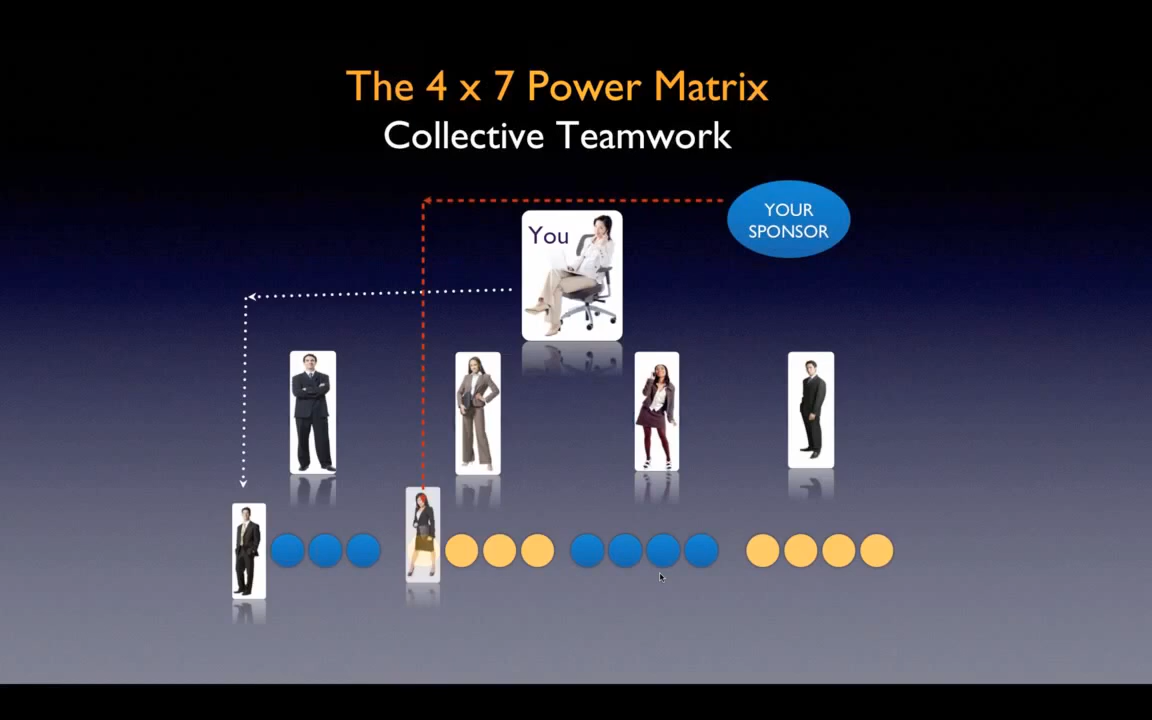 The 4 x 7 Power Matrix
Collective Teamwork
YOUR
SPONSOR
You